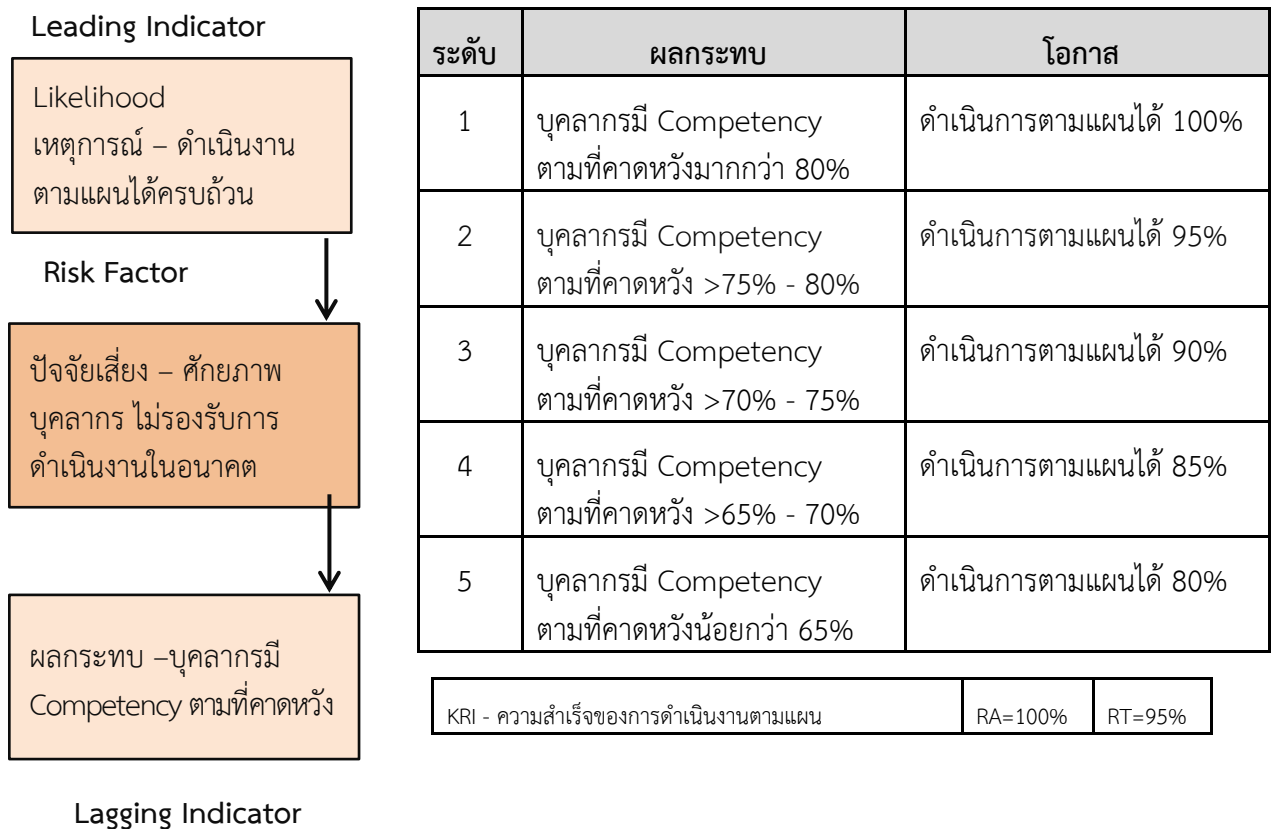 Leading Indicator
Likelihood
เหตุการณ์ – ดำเนินงาน
ตามแผนได้ครบถ้วน
Risk Factor
ปัจจัยเสี่ยง – ศักยภาพ
บุคลากร ไม่รองรับการ
ดำเนินงานในอนาคต
ผลกระทบ –บุคลากรมี
Competency ตามที่คาดหวัง
Lagging Indicator
ระดับ ผลกระทบ โอกาส
1 บุคลากรมี Competency ดำเนินการตามแผนได้ 100%
ตามที่คาดหวังมากกว่า 80%
2 บุคลากรมี Competency ดำเนินการตามแผนได้ 95%
ตามที่คาดหวัง >75% - 80%
3 บุคลากรมี Competency ดำเนินการตามแผนได้ 90%
ตามที่คาดหวัง >70% - 75%
4 บุคลากรมี Competency ดำเนินการตามแผนได้ 85%
ตามที่คาดหวัง >65% - 70%
5 บุคลากรมี Competency ดำเนินการตามแผนได้ 80%
ตามที่คาดหวังน้อยกว่า 65%
KRI - ความสำเร็จของการดำเนินงานตามแผน RA=100% RT=95%